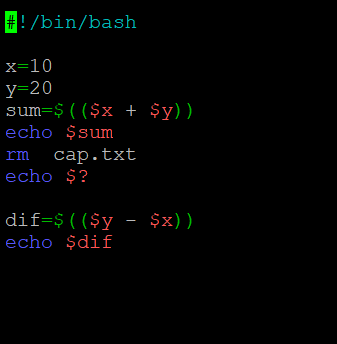 #!/bin/bash
x=10
y=20
sum=$(($x + $y))
echo $sum
rm  cap.txt
echo $?
dif=$(($y - $x))
echo $dif